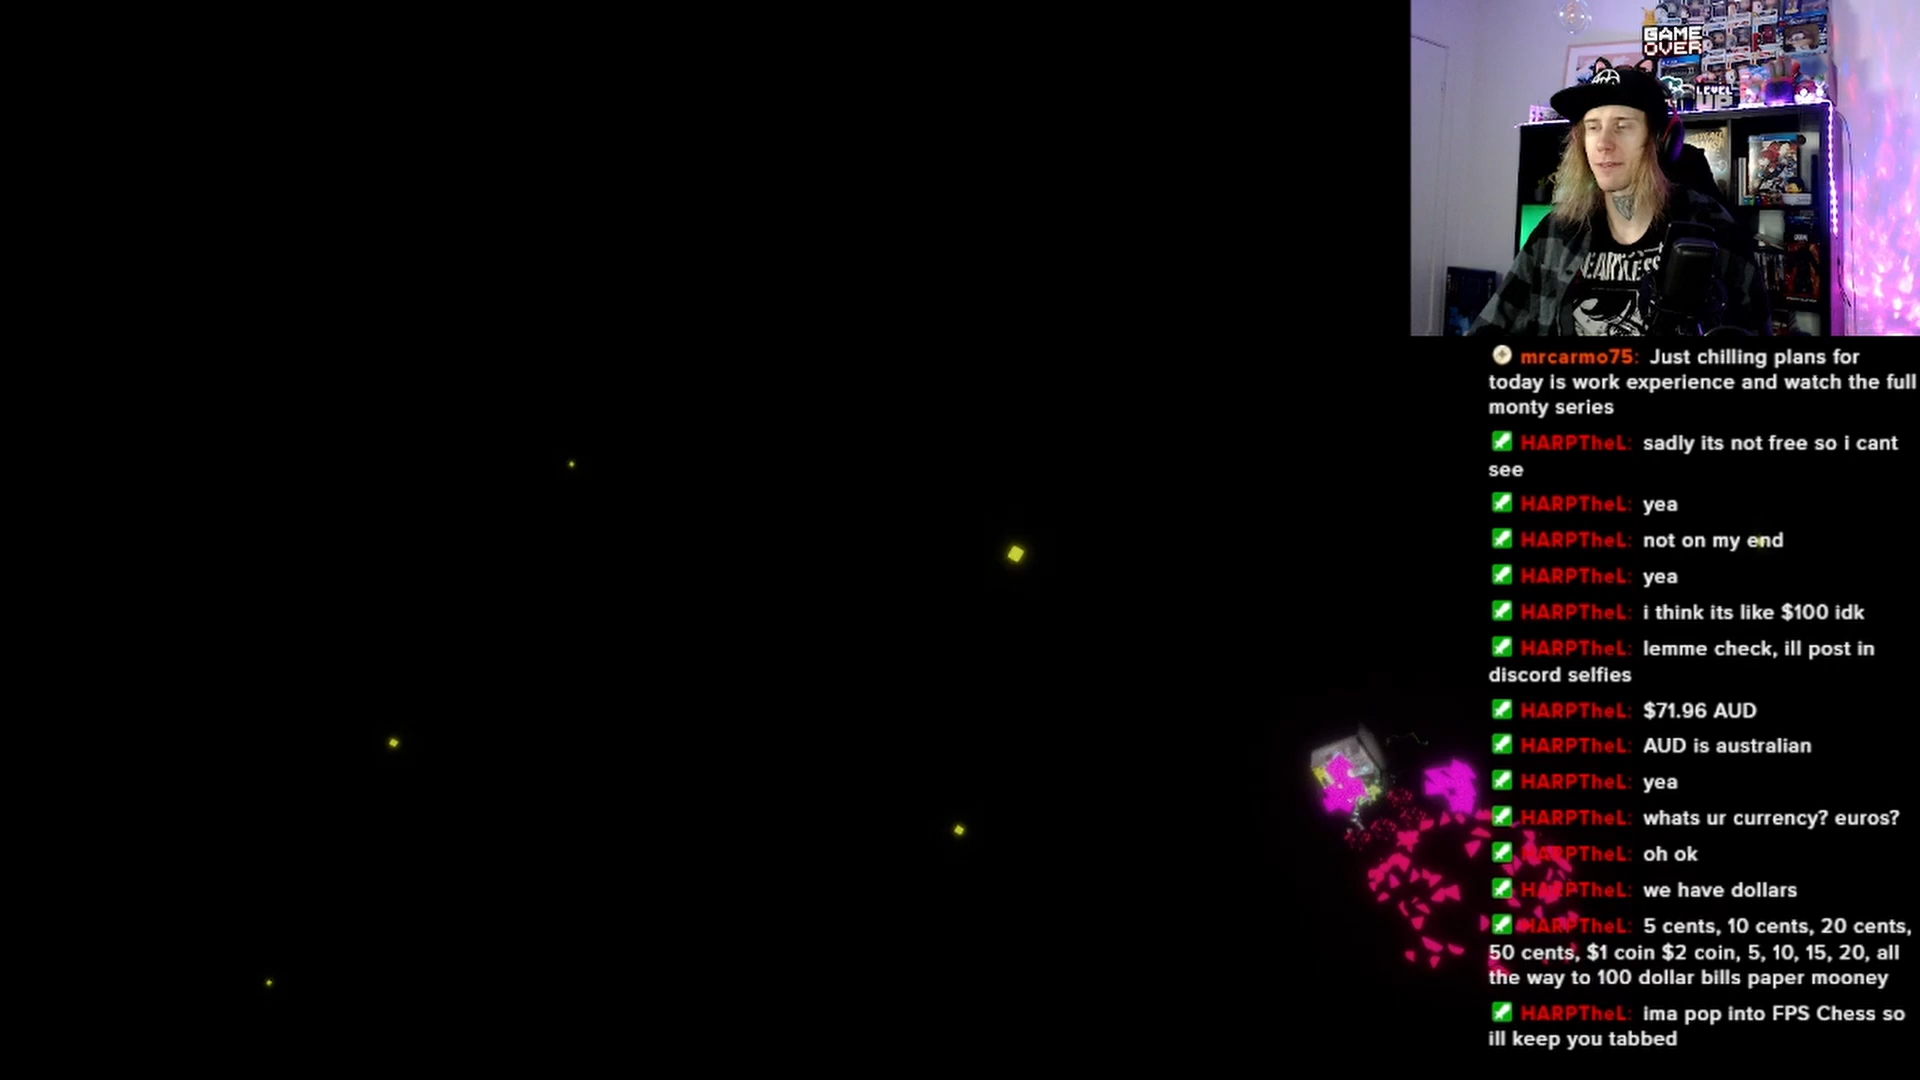 GAME
OVER
LEVEL
UP
EARTLESS
mrcarmo75: Just chilling plans for
today is work experience and watch the full
monty series
HARPTheL: sadly its not free so i cant
see
HARPTheL: yea
HARPTheL: not on my end
HARPTheL: yea
HARPTheL: i think its like $100 idk
HARPTheL: lemme check, ill post in
discord selfies
HARPTheL: $71.96 AUD
HARPTheL: AUD is australian
HARPTheL: yea
HARPTheL: whats ur currency? euros?
HARPTheL: oh ok
HARPTheL: we have dollars
HARPTheL: 5 cents, 10 cents, 20 cents,
50 cents, $1 coin $2 coin, 5, 10, 15, 20, all
the way to 100 dollar bills paper mooney
HARPTheL: ima pop into FPS Chess so
ill keep you tabbed